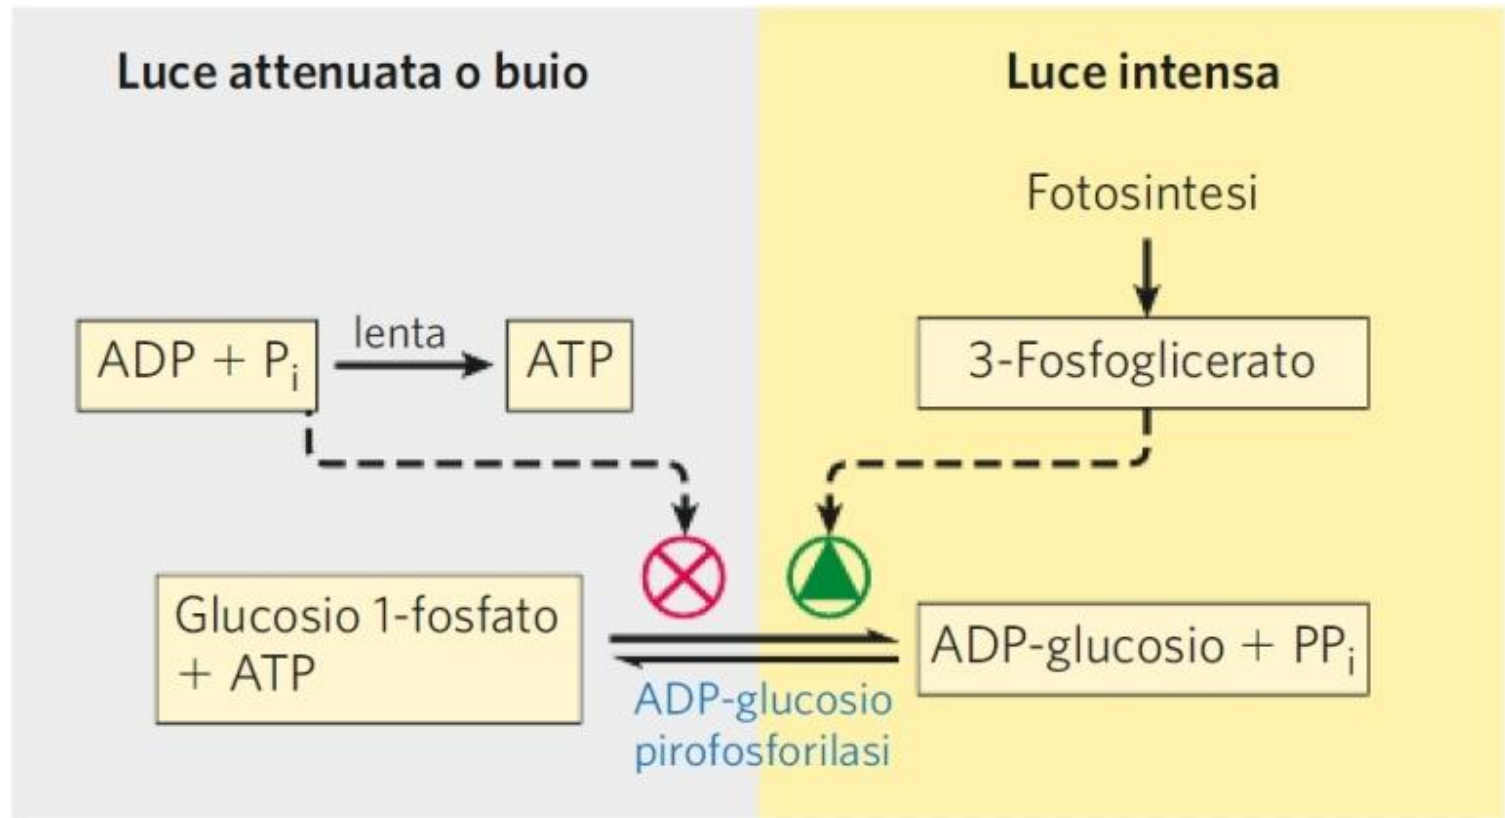 Luce attenuata o buio
Luce intensa
Fotosintesi
ADP + Pi
lenta
ATP
3-Fosfoglicerato
Glucosio 1-fosfato
+ ATP
ADP-glucosio + PPi
ADP-glucosio
pirofosforilasi